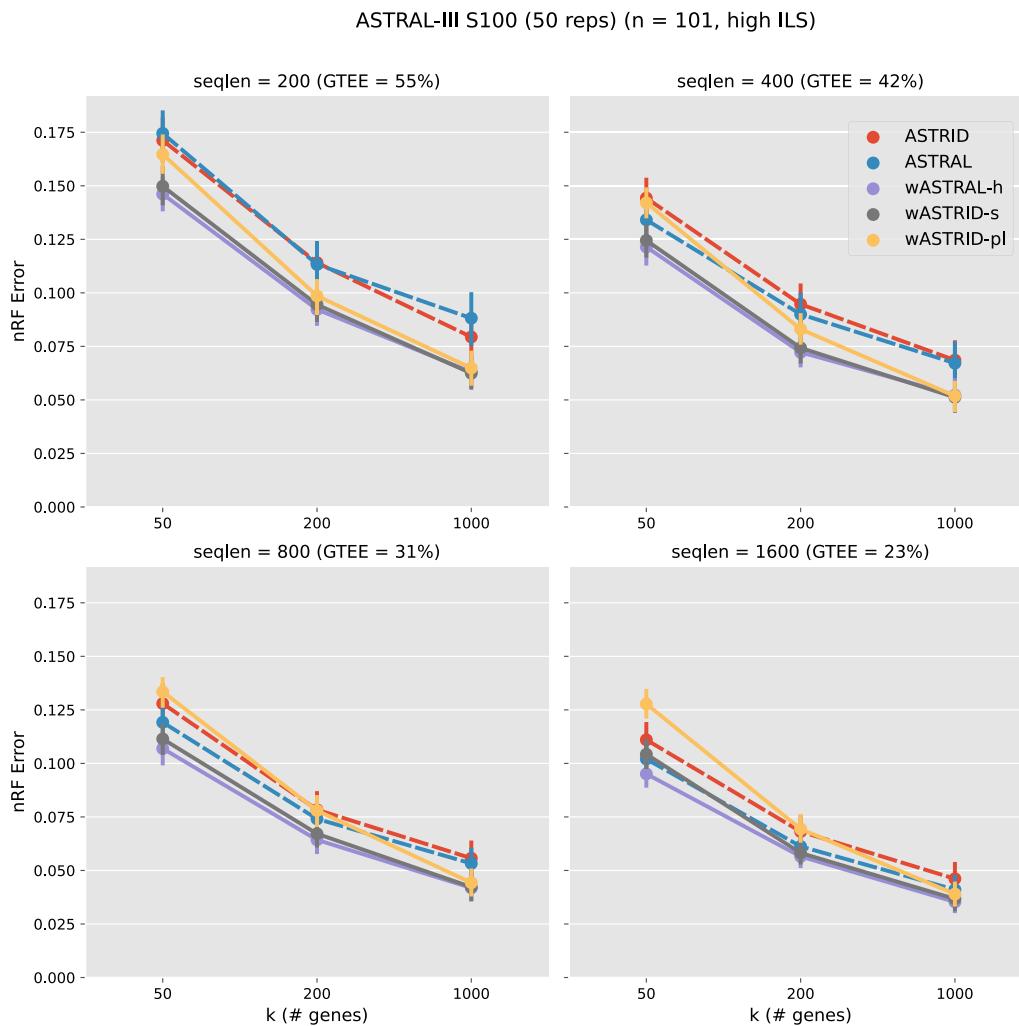 ASTRAL-III S100 (50 reps) (n = 101, high ILS)
seqlen = 200 (GTEE = 55%)
seqlen = 400 (GTEE = 42%)
nRF Error
0.175
0.150
0.125
0.100
0.075
0.050
0.025
0.000
50
200
1000
50
200
1000
ASTRID
ASTRAL
wASTRAL-h
wASTRID-s
wASTRID-pl
seqlen = 800 (GTEE = 31%)
seqlen = 1600 (GTEE = 23%)
nRF Error
0.175
0.150
0.125
0.100
0.075
0.050
0.025
0.000
50
200
1000
50
200
1000
k (# genes)
k (# genes)